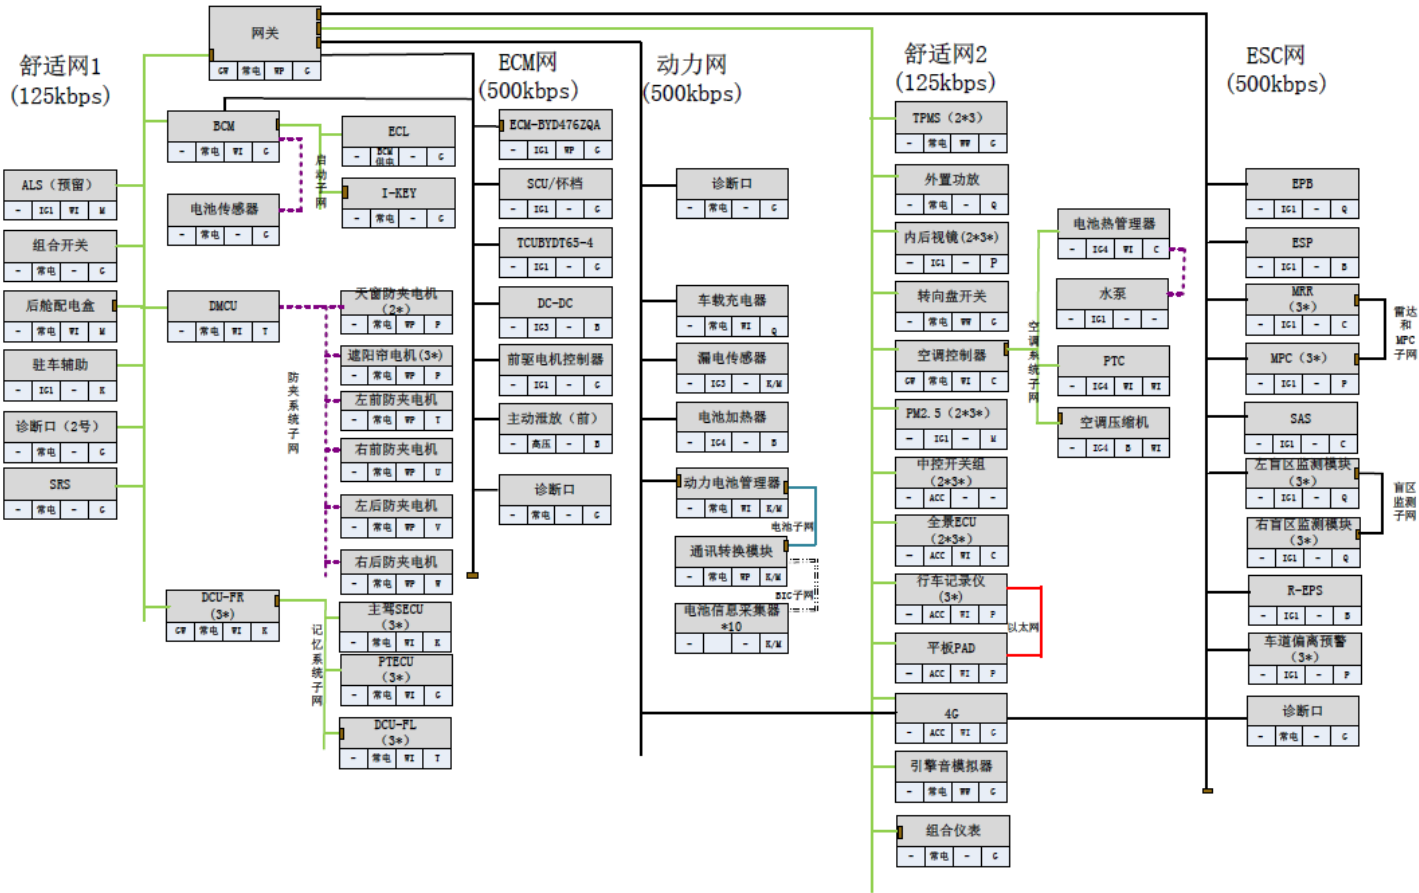 网关
GW 常电 WP G
舒适网1
(125kbps)
ALS（预留）
- IG1 WI M
组合开关
- 常电 - G
后舱配电盒
- 常电 WI M
驻车辅助
- IG1 - K
诊断口（2号）
- 常电 - G
SRS
- 常电 - G
BCM
- 常电 WI G
电池传感器
- 常电 - G
DMCU
- 常电 WI T
DCU-FR
(3*)
GW 常电 WI K
启动子网
ECL
- BCM供电 - G
I-KEY
- 常电 - G
防夹系统子网
天窗防夹电机
(2*)
- 常电 WP P
遮阳帘电机(3*)
- 常电 WP P
左前防夹电机
- 常电 WP T
右前防夹电机
- 常电 WP U
左后防夹电机
- 常电 WP V
右后防夹电机
- 常电 WP W
记忆系统子网
主驾SECU
(3*)
- 常电 WI K
PTECU
(3*)
- 常电 WI G
DCU-FL
(3*)
- 常电 WI T
ECM网
(500kbps)
ECM-BYD476ZQA
- IG1 WP G
SCU/怀档
- IG1 - G
TCUBYDT65-4
- IG1 - G
DC-DC
- IG3 - B
前驱电机控制器
- IG1 - G
主动泄放（前）
- 高压 - B
诊断口
- 常电 - G
动力网
(500kbps)
诊断口
- 常电 - G
车载充电器
- 常电 WI Q
漏电传感器
- IG3 - K/M
电池加热器
- IG4 - B
动力电池管理器
- 常电 WI K/M
电池子网
通讯转换模块
- 常电 WP K/M
BIC子网
电池信息采集器
*10
- - K/M
舒适网2
(125kbps)
TPMS (2*3)
- 常电 WW G
外置功放
- 常电 - Q
内后视镜(2*3*)
- IG1 - P
转向盘开关
- 常电 WW G
空调控制器
GW 常电 WI C
PM2.5 (2*3*)
- IG1 - M
中控开关组
(2*3*)
- ACC - -
全景ECU
(2*3*)
- ACC WI C
行车记录仪
(3*)
- ACC WI P
以太网
平板PAD
- ACC WI P
4G
- ACC WI G
引擎音模拟器
- 常电 WW G
组合仪表
- 常电 - G
空调系统子网
电池热管理器
- IG4 WI C
水泵
- IG1 - -
PTC
- IG4 WI WI
空调压缩机
- IG4 B WI
ESC网
(500kbps)
EPB
- IG1 - Q
ESP
- IG1 - B
MRR
(3*)
- IG1 - C
MPC (3*)
- IG1 - P
雷达
和
MPC
子网
SAS
- IG1 - C
左盲区监测模块
(3*)
- IG1 - Q
右盲区监测模块
(3*)
- IG1 - Q
盲区
监测
子网
R-EPS
- IG1 - B
车道偏离预警
(3*)
- IG1 - P
诊断口
- 常电 - G